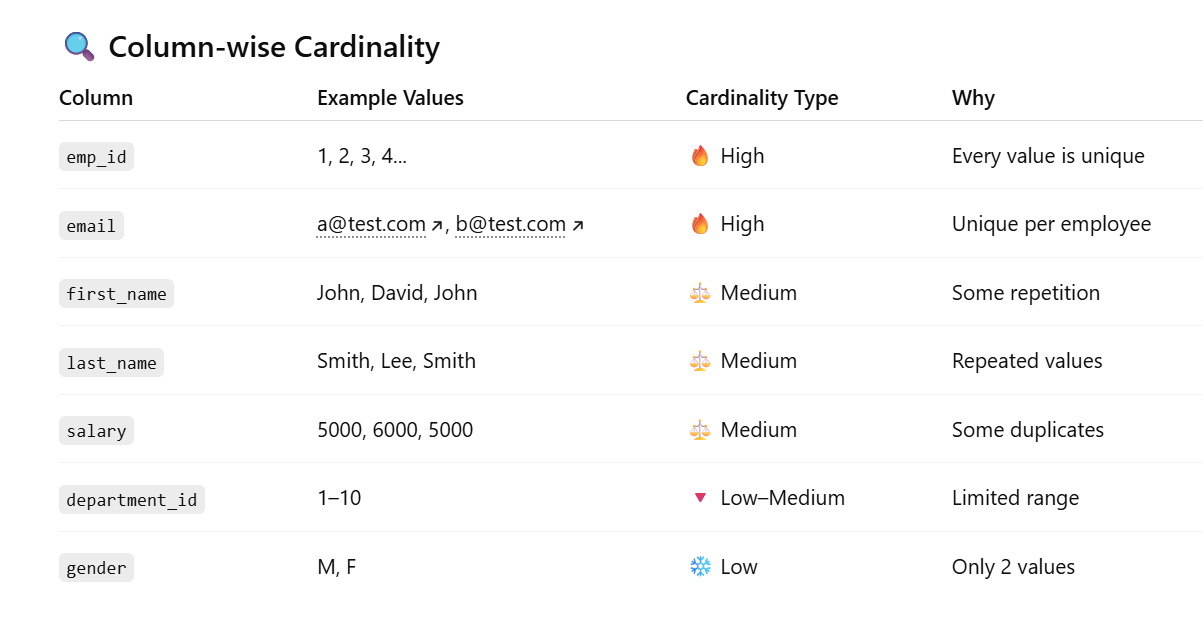 🔍 Column-wise Cardinality
Column Example Values Cardinality Type Why
emp_id 1, 2, 3, 4... 🔥 High Every value is unique
email a@test.com ↗, b@test.com ↗ 🔥 High Unique per employee
first_name John, David, John ⚖️ Medium Some repetition
last_name Smith, Lee, Smith ⚖️ Medium Repeated values
salary 5000, 6000, 5000 ⚖️ Medium Some duplicates
department_id 1–10 🔻 Low–Medium Limited range
gender M, F ❄️ Low Only 2 values